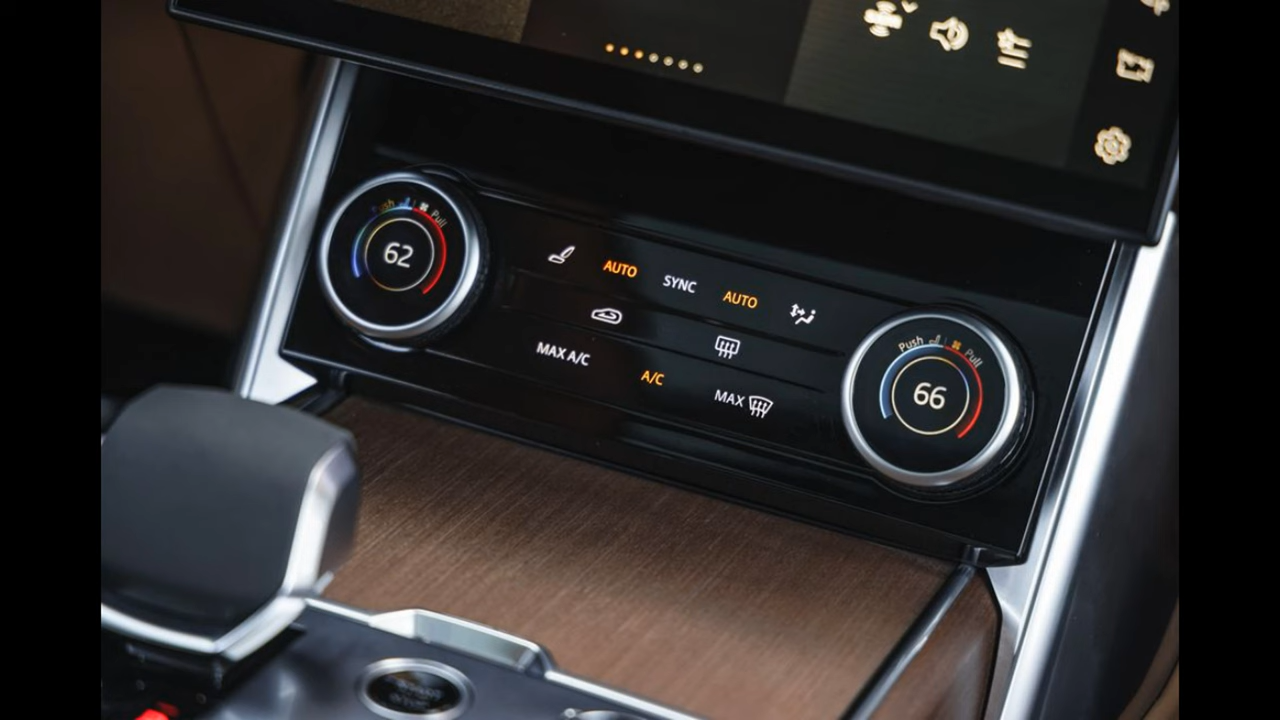 Push Pull
62
AUTO SYNC AUTO
MAX A/C A/C MAX
Push Pull
66